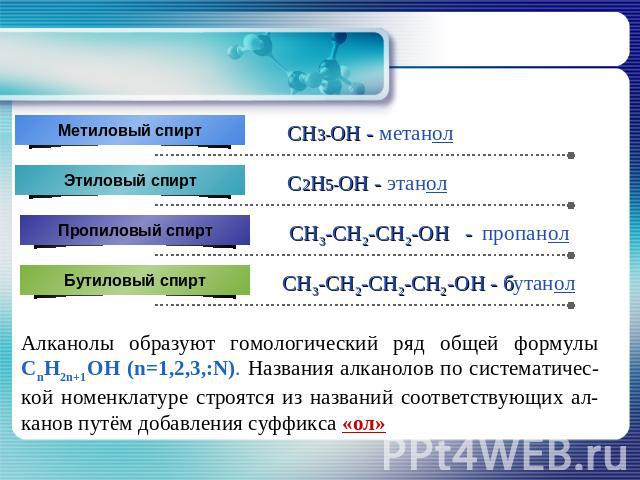 Метиловый спирт
CH3-OH - метанол
Этиловый спирт
C2H5-OH - этанол
Пропиловый спирт
CH3-CH2-CH2-OH - пропанол
Бутиловый спирт
CH3-CH2-CH2-CH2-OH - бутанол
Алканолы образуют гомологический ряд общей формулы
CnH2n+1OH (n=1,2,3,:N). Названия алканолов по систематичес-
кой номенклатуре строятся из названий соответствующих ал-
канов путём добавления суффикса «ол»
PPt4WEB.ru